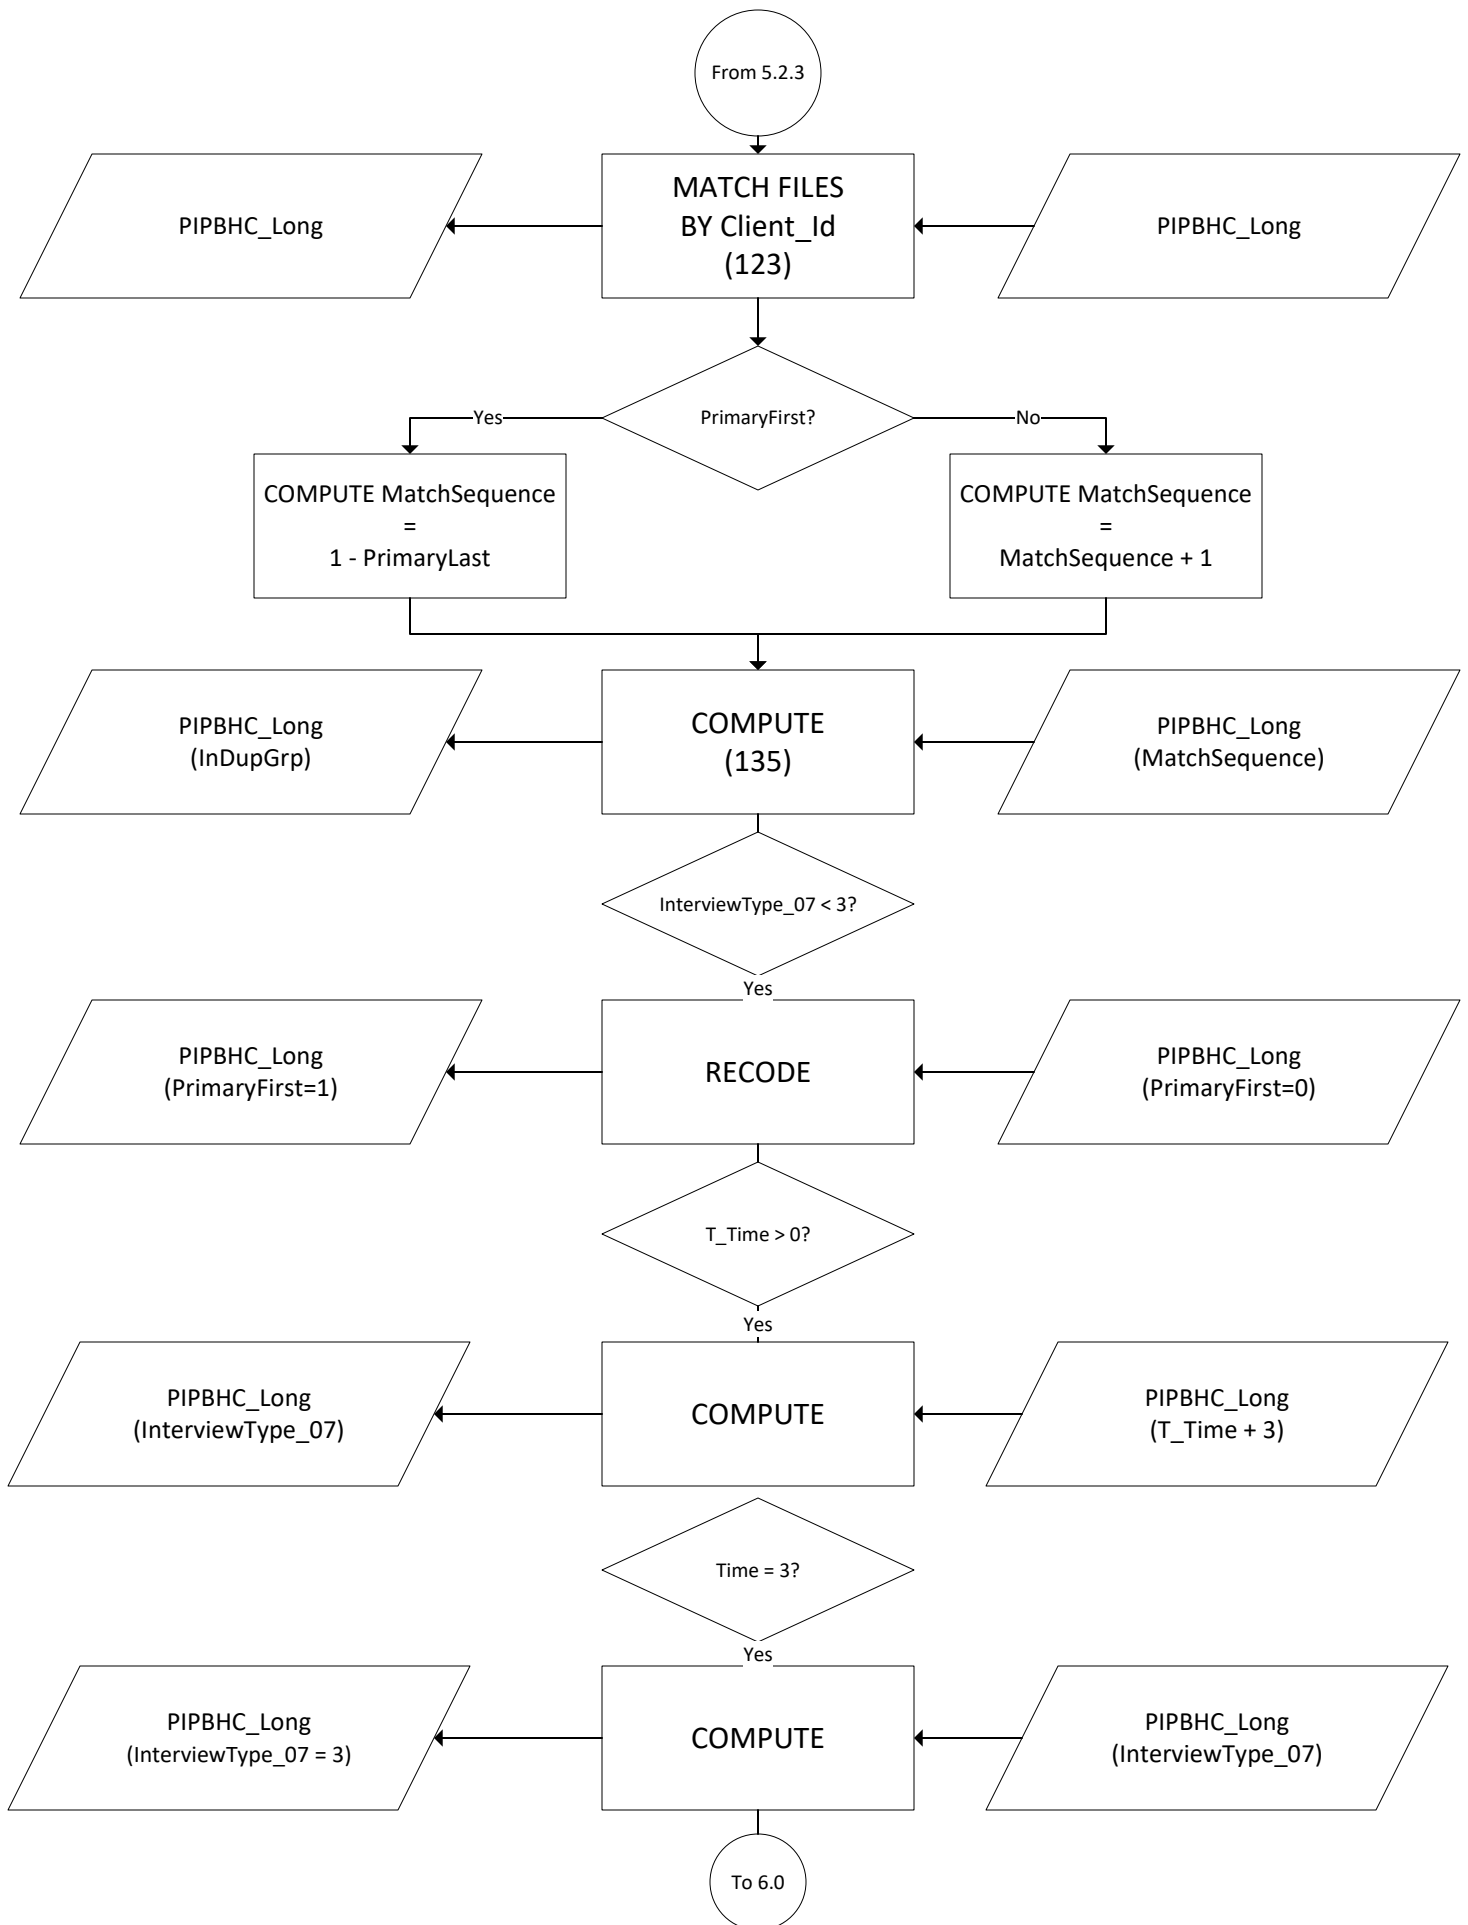 From 5.2.3
PIPBHC_Long
MATCH FILES
BY Client_Id
(123)
PIPBHC_Long
PrimaryFirst?
Yes
No
COMPUTE MatchSequence
=
1 - PrimaryLast
COMPUTE MatchSequence
=
MatchSequence + 1
PIPBHC_Long
(InDupGrp)
COMPUTE
(135)
PIPBHC_Long
(MatchSequence)
InterviewType_07 < 3?
Yes
PIPBHC_Long
(PrimaryFirst=1)
RECODE
PIPBHC_Long
(PrimaryFirst=0)
T_Time > 0?
Yes
PIPBHC_Long
(InterviewType_07)
COMPUTE
PIPBHC_Long
(T_Time + 3)
Time = 3?
Yes
PIPBHC_Long
(InterviewType_07 = 3)
COMPUTE
PIPBHC_Long
(InterviewType_07)
To 6.0